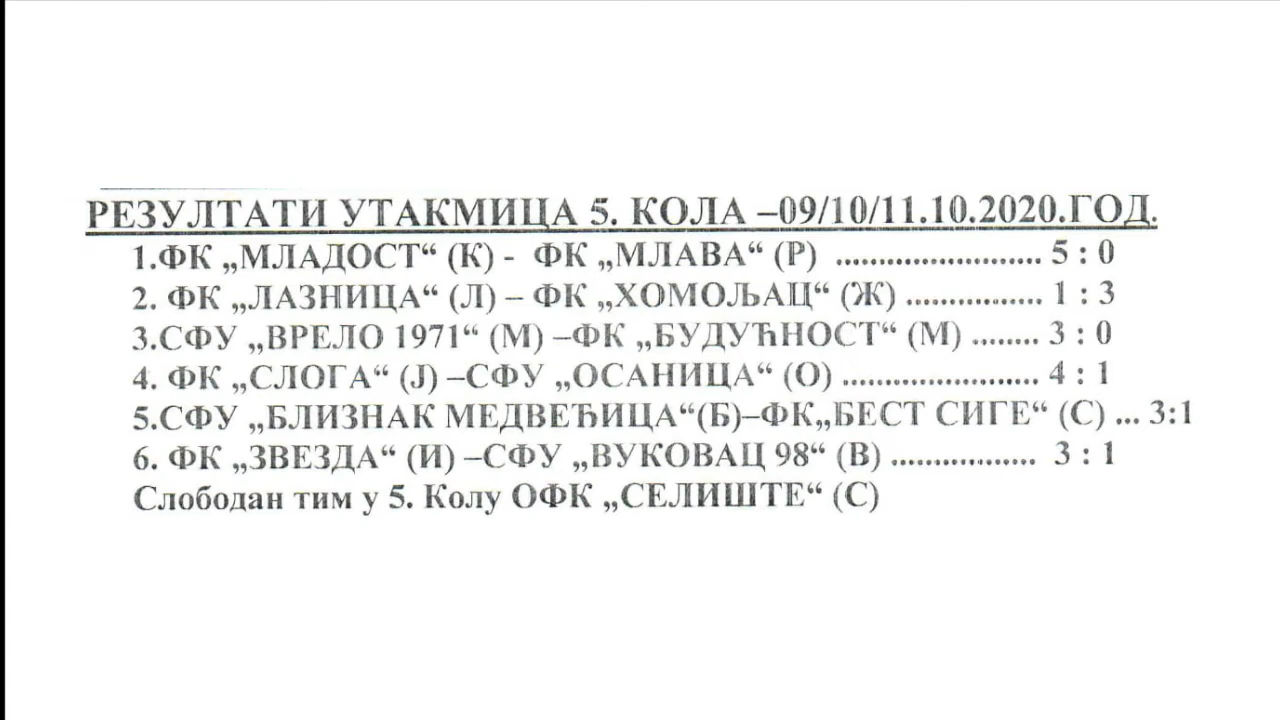 РЕЗУЛТАТИ УТАКМИЦА 5. КОЛА –09/10/11.10.2020.ГОД.
1.ФК „МЛАДОСТ“ (К) - ФК „МЛАВА“ (Р) ........................ 5 : 0
2. ФК „ЛАЗНИЦА“ (Л) – ФК „ХОМОЉАЦ“ (Ж) ................ 1 : 3
3.СФУ „ВРЕЛО 1971“ (М) –ФК „БУДУЋНОСТ“ (М) ........ 3 : 0
4. ФК „СЛОГА“ (Ј) –СФУ „ОСАНИЦА“ (О) ....................... 4 : 1
5.СФУ „БЛИЗНАК МЕДВЕЂИЦА“(Б)–ФК„БЕСТ СИГЕ“ (С) ... 3:1
6. ФК „ЗВЕЗДА“ (И) –СФУ „ВУКОВАЦ 98“ (В) ................. 3 : 1
Слободан тим у 5. Колу ОФК „СЕЛИШТЕ“ (С)